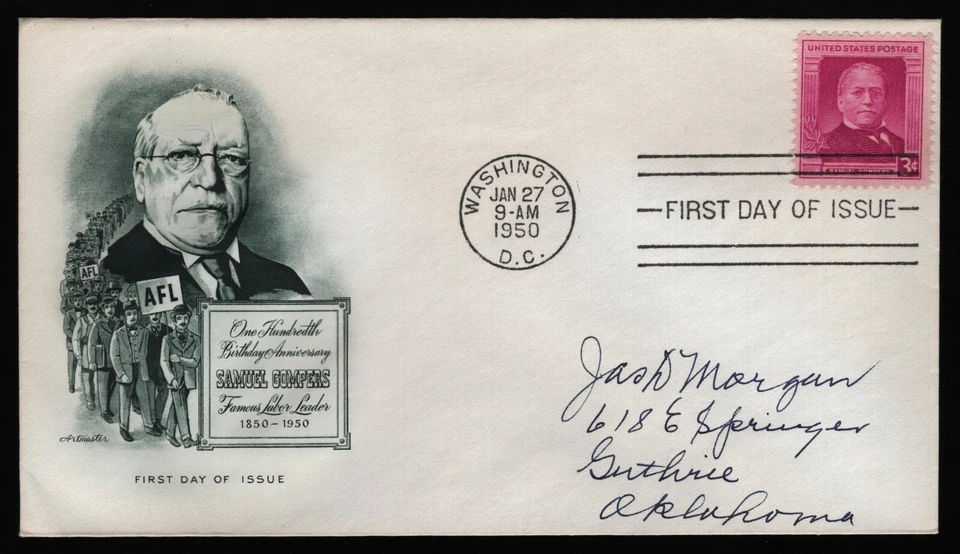 UNITED STATES POSTAGE
3¢
SAMUEL GOMPERS
WASHINGTON
JAN 27
9-AM
1950
D.C.
FIRST DAY OF ISSUE
AFL
AFL
One Hundredth
Birthday Anniversary
SAMUEL GOMPERS
Famous Labor Leader
1850-1950
Artmaster
FIRST DAY OF ISSUE
Jas D Morgan
618 E Springer
Guthrie
Oklahoma